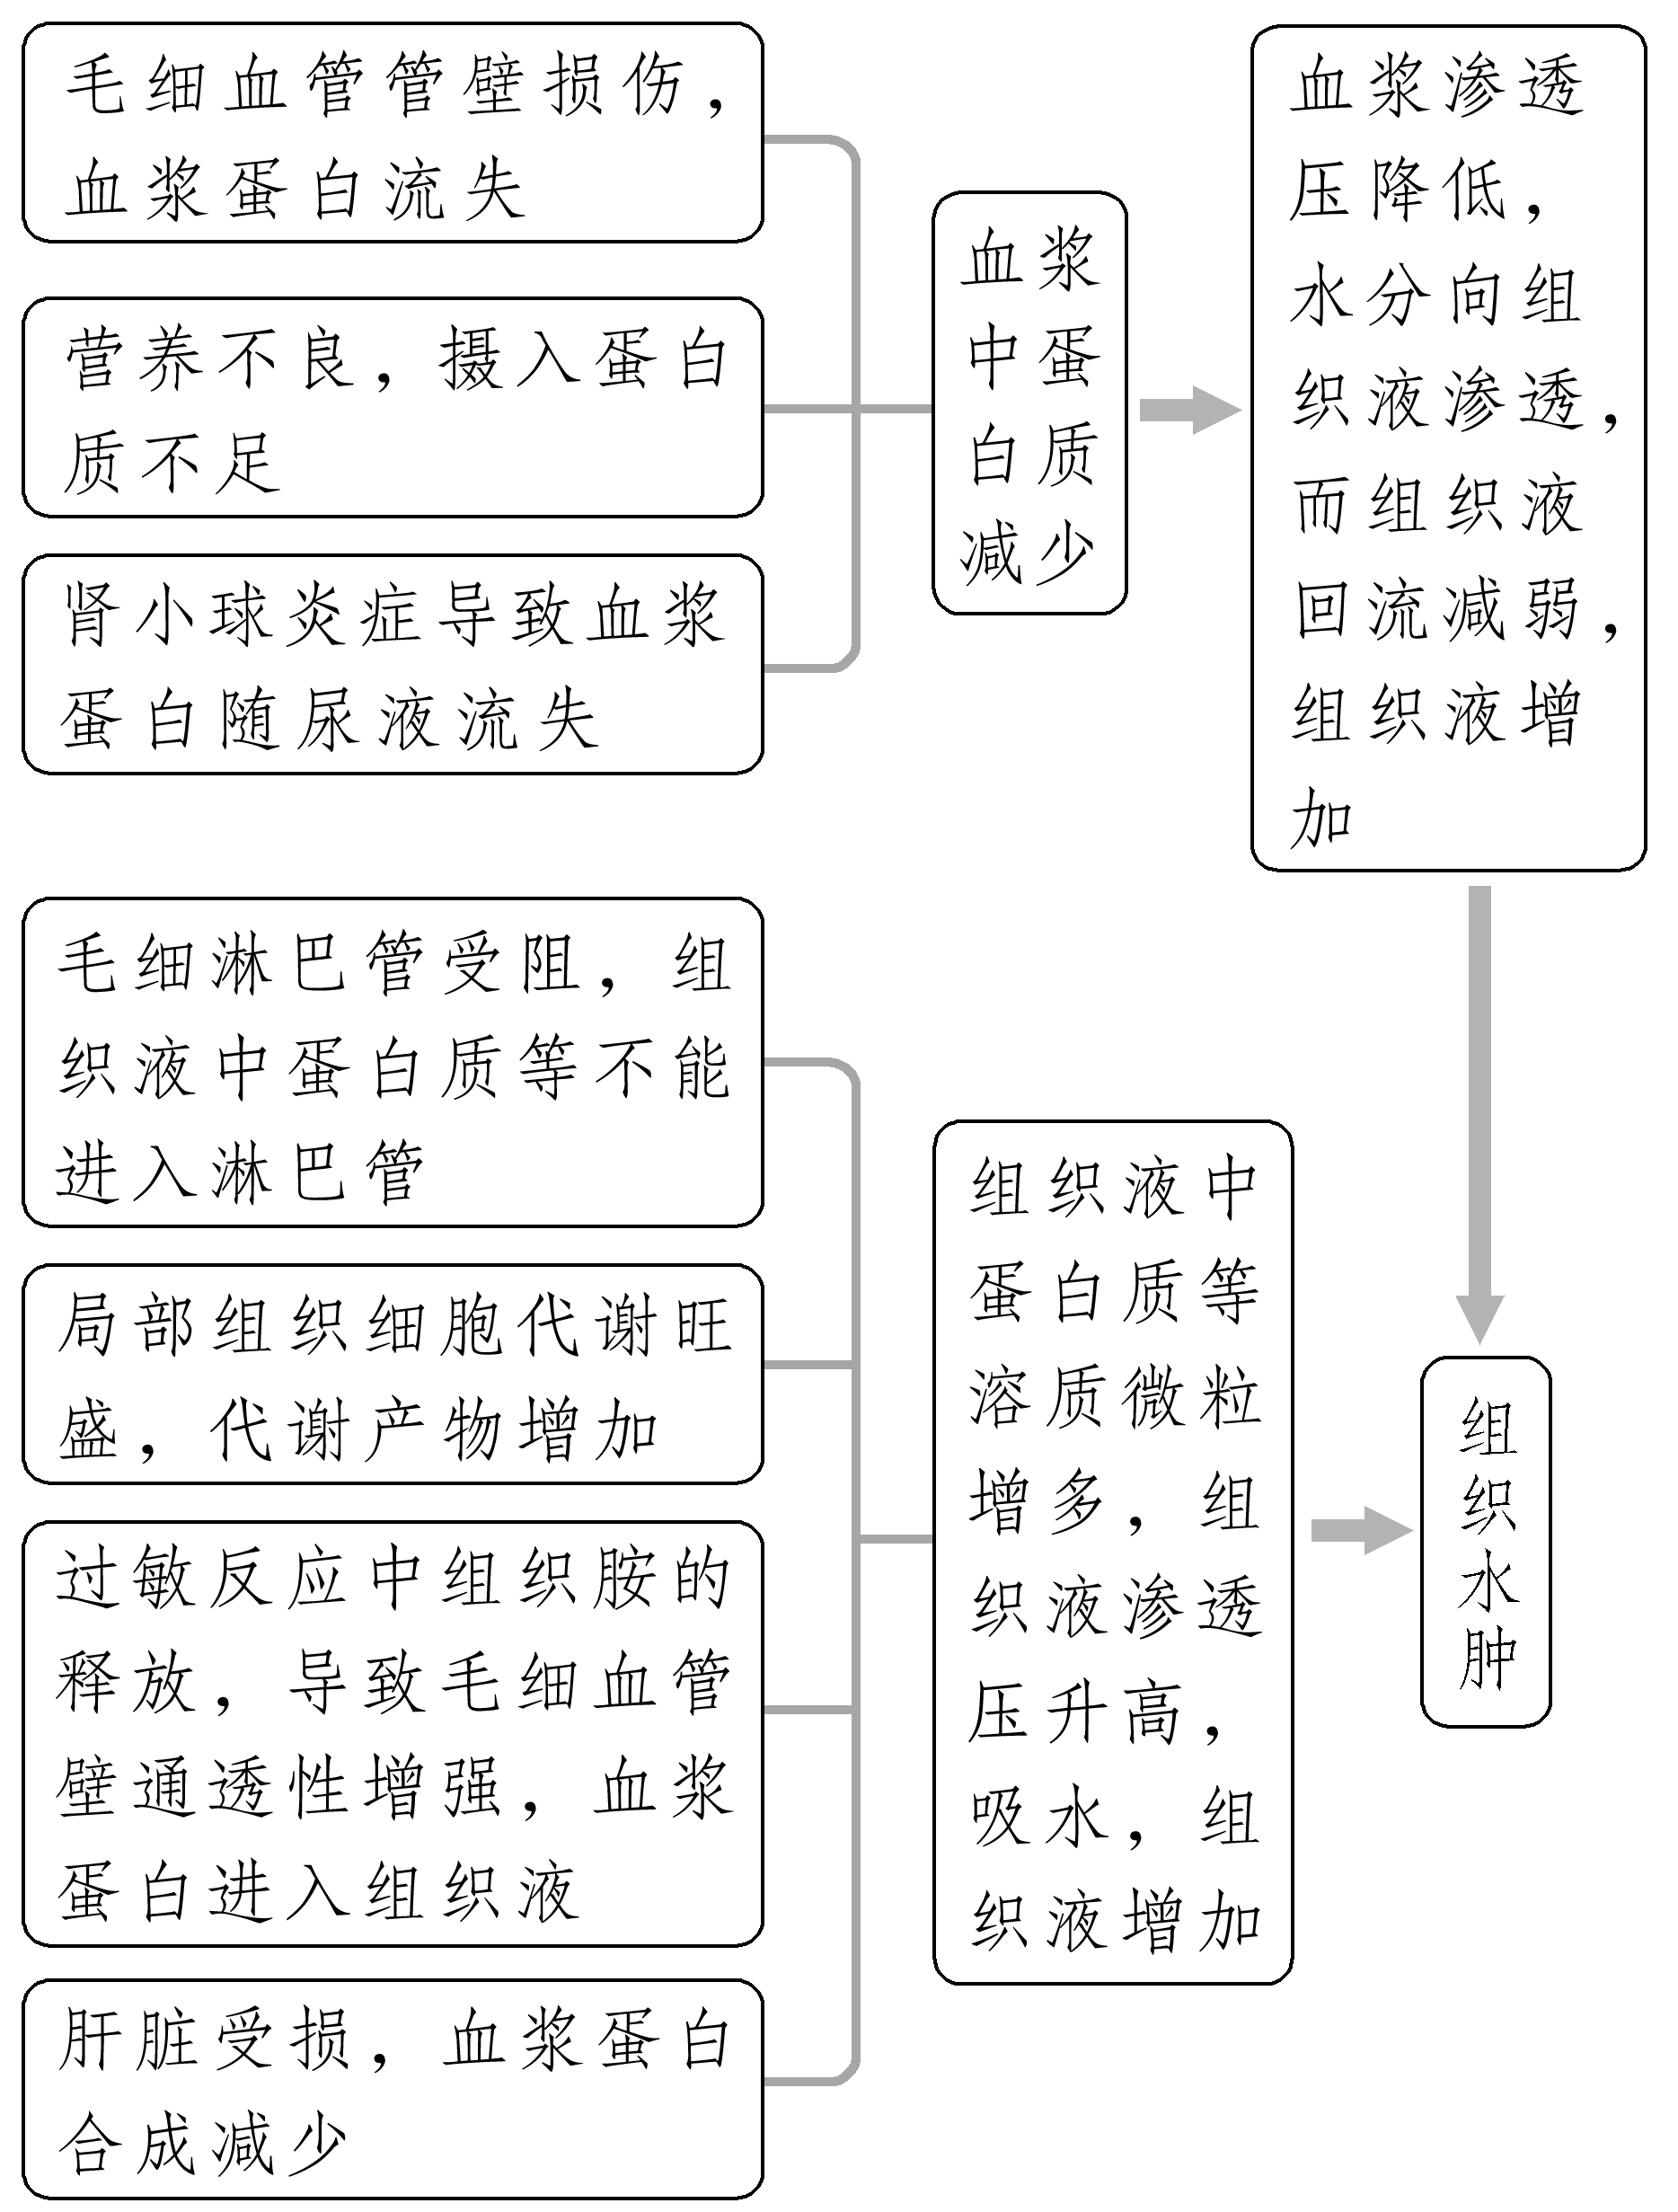 毛细血管管壁损伤，
血浆蛋白流失
营养不良，摄入蛋白
质不足
肾小球炎症导致血浆
蛋白随尿液流失
血浆
中蛋
白质
减少
血浆渗透
压降低，
水分向组
织液渗透，
而组织液
回流减弱，
组织液增
加
毛细淋巴管受阻，组
织液中蛋白质等不能
进入淋巴管
局部组织细胞代谢旺
盛，代谢产物增加
过敏反应中组织胺的
释放，导致毛细血管
壁通透性增强，血浆
蛋白进入组织液
肝脏受损，血浆蛋白
合成减少
组织液中
蛋白质等
溶质微粒
增多，组
织液渗透
压升高，
吸水，组
织液增加
组
织
水
肿